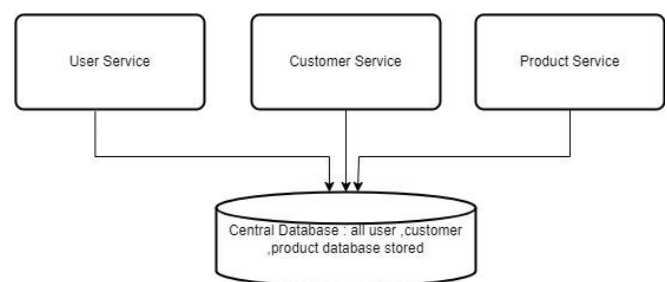 User Service
Customer Service
Product Service
Central Database : all user ,customer
,product database stored